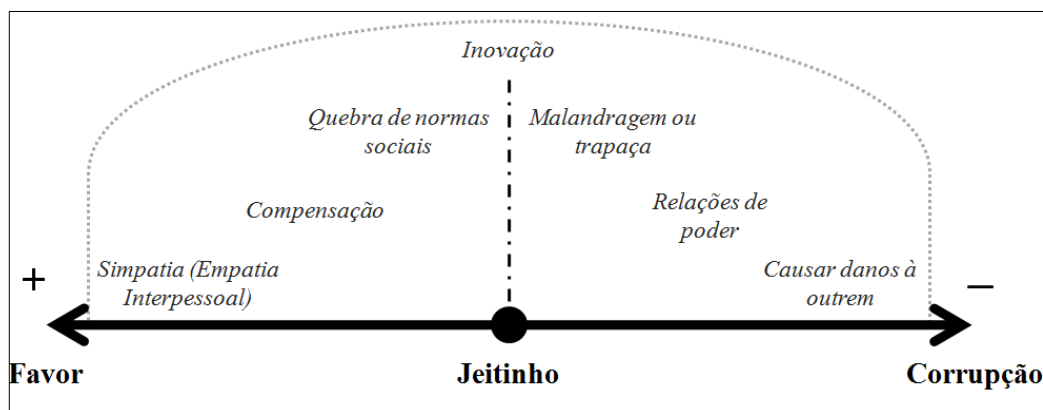 Inovação
Quebra de normas
sociais
Malandragem ou
trapaça
Compensação
Relações de
poder
+
Simpatia (Empatia
Interpessoal)
Causar danos à
outrem
–
Favor
Jeitinho
Corrupção